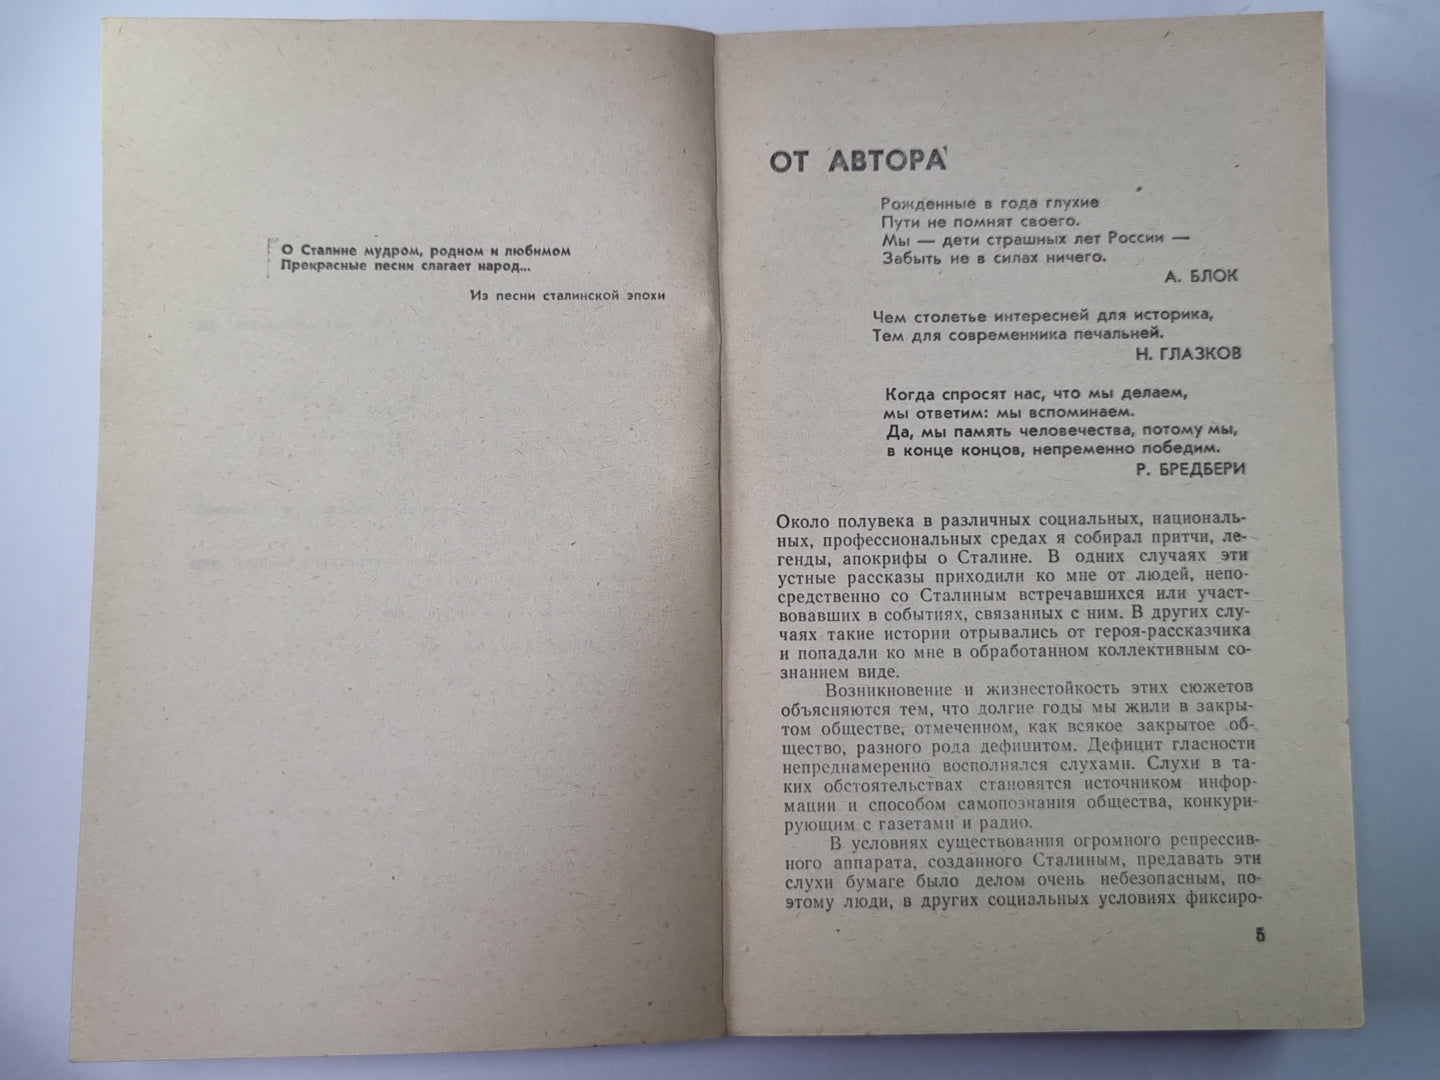 О Сталине мудром, родном и любимом
Прекрасные песни слагает народ...
Из песни сталинской эпохи
ОТ АВТОРА
Рожденные в года глухие
Пути не помнят своего.
Мы — дети страшных лет России —
Забыть не в силах ничего.
А. БЛОК
Чем столетье интересней для историка,
Тем для современника печальней.
Н. ГЛАЗКОВ
Когда спросят нас, что мы делаем,
мы ответим: мы вспоминаем.
Да, мы память человечества, потому мы,
в конце концов, непременно победим.
Р. БРЕДБЕРИ
Около полувека в различных социальных, националь-
ных, профессиональных средах я собирал притчи, ле-
генды, апокрифы о Сталине. В одних случаях эти
устные рассказы приходили ко мне от людей, непо-
средственно со Сталиным встречавшихся или участ-
вовавших в событиях, связанных с ним. В других слу-
чаях такие истории отрывались от героя-рассказчика
и попадали ко мне в обработанном коллективным со-
знанием виде.
Возникновение и жизнестойкость этих сюжетов
объясняются тем, что долгие годы мы жили в закры-
том обществе, отмеченном, как всякое закрытое об-
щество, разного рода дефицитом. Дефицит гласности
непреднамеренно восполнялся слухами. Слухи в та-
ких обстоятельствах становятся источником инфор-
мации и способом самопознания общества, конкури-
рующим с газетами и радио.
В условиях существования огромного репрессив-
ного аппарата, созданного Сталиным, предавать эти
слухи бумаге было делом очень небезопасным, по-
этому люди, в других социальных условиях фиксиро-
5